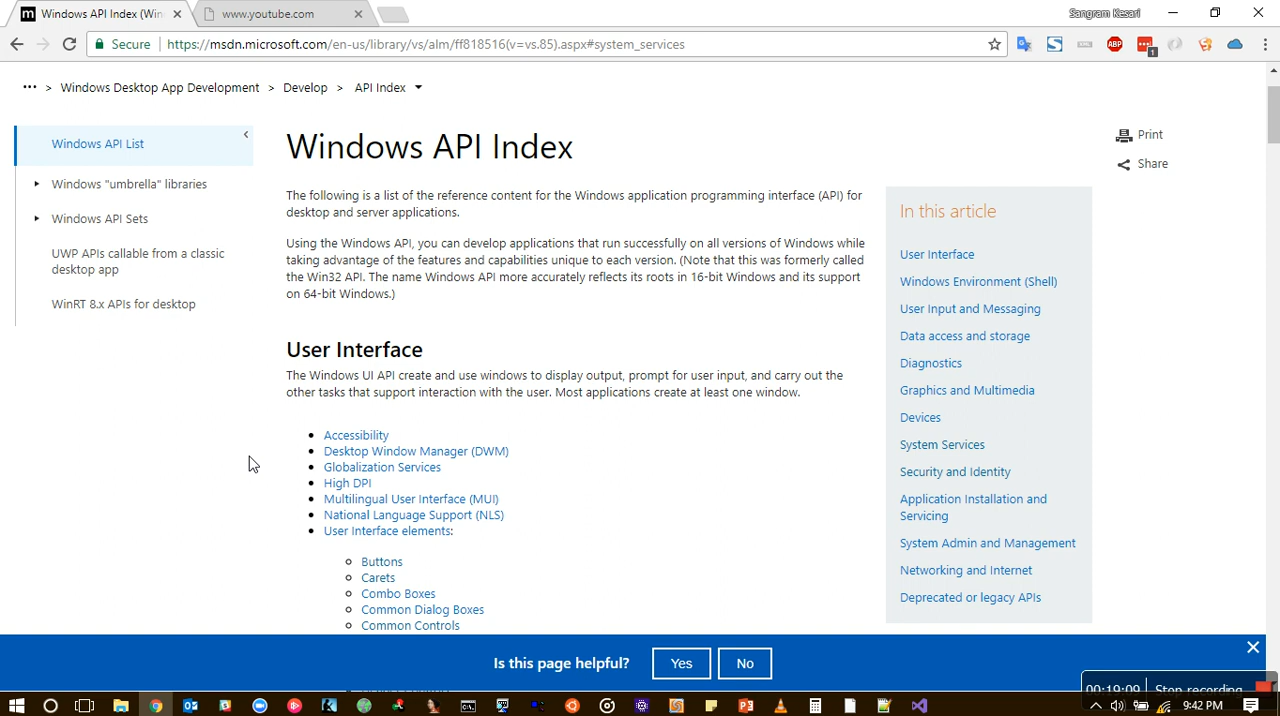 Windows API Index (Win
www.youtube.com
Sangram Kesari
Secure
https://msdn.microsoft.com/en-us/library/vs/alm/ff818516(v=vs.85).aspx#system_services
ABP
1
... > Windows Desktop App Development > Develop > API Index
Windows API List
Windows "umbrella" libraries
Windows API Sets
UWP APIs callable from a classic
desktop app
WinRT 8.x APIs for desktop
Windows API Index
The following is a list of the reference content for the Windows application programming interface (API) for
desktop and server applications.
Using the Windows API, you can develop applications that run successfully on all versions of Windows while
taking advantage of the features and capabilities unique to each version. (Note that this was formerly called
the Win32 API. The name Windows API more accurately reflects its roots in 16-bit Windows and its support
on 64-bit Windows.)
User Interface
The Windows UI API create and use windows to display output, prompt for user input, and carry out the
other tasks that support interaction with the user. Most applications create at least one window.
Accessibility
Desktop Window Manager (DWM)
Globalization Services
High DPI
Multilingual User Interface (MUI)
National Language Support (NLS)
User Interface elements:
Buttons
Carets
Combo Boxes
Common Dialog Boxes
Common Controls
Print
Share
In this article
User Interface
Windows Environment (Shell)
User Input and Messaging
Data access and storage
Diagnostics
Graphics and Multimedia
Devices
System Services
Security and Identity
Application Installation and
Servicing
System Admin and Management
Networking and Internet
Deprecated or legacy APIs
Is this page helpful?
Yes
No
00:19:09
Stop recording
9:42 PM